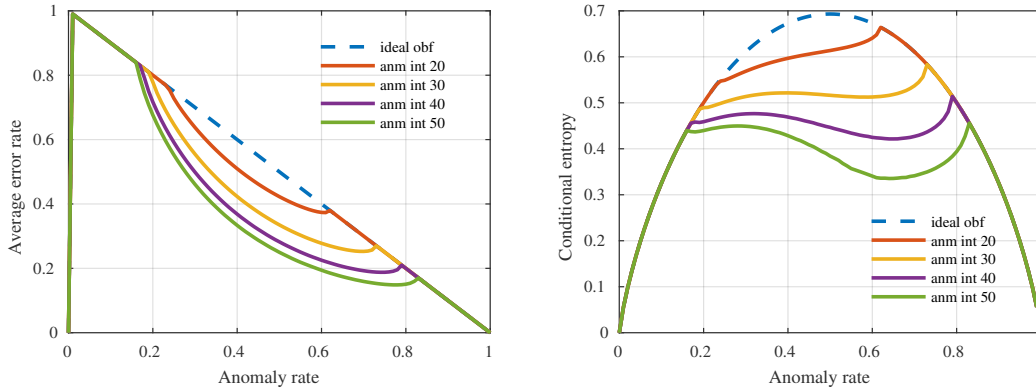 1
0.8
0.6
0.4
0.2
0
0 0.2 0.4 0.6 0.8 1
Average error rate
Anomaly rate
ideal obf
anm int 20
anm int 30
anm int 40
anm int 50
0.7
0.6
0.5
0.4
0.3
0.2
0.1
0
0 0.2 0.4 0.6 0.8
Conditional entropy
Anomaly rate
ideal obf
anm int 20
anm int 30
anm int 40
anm int 50